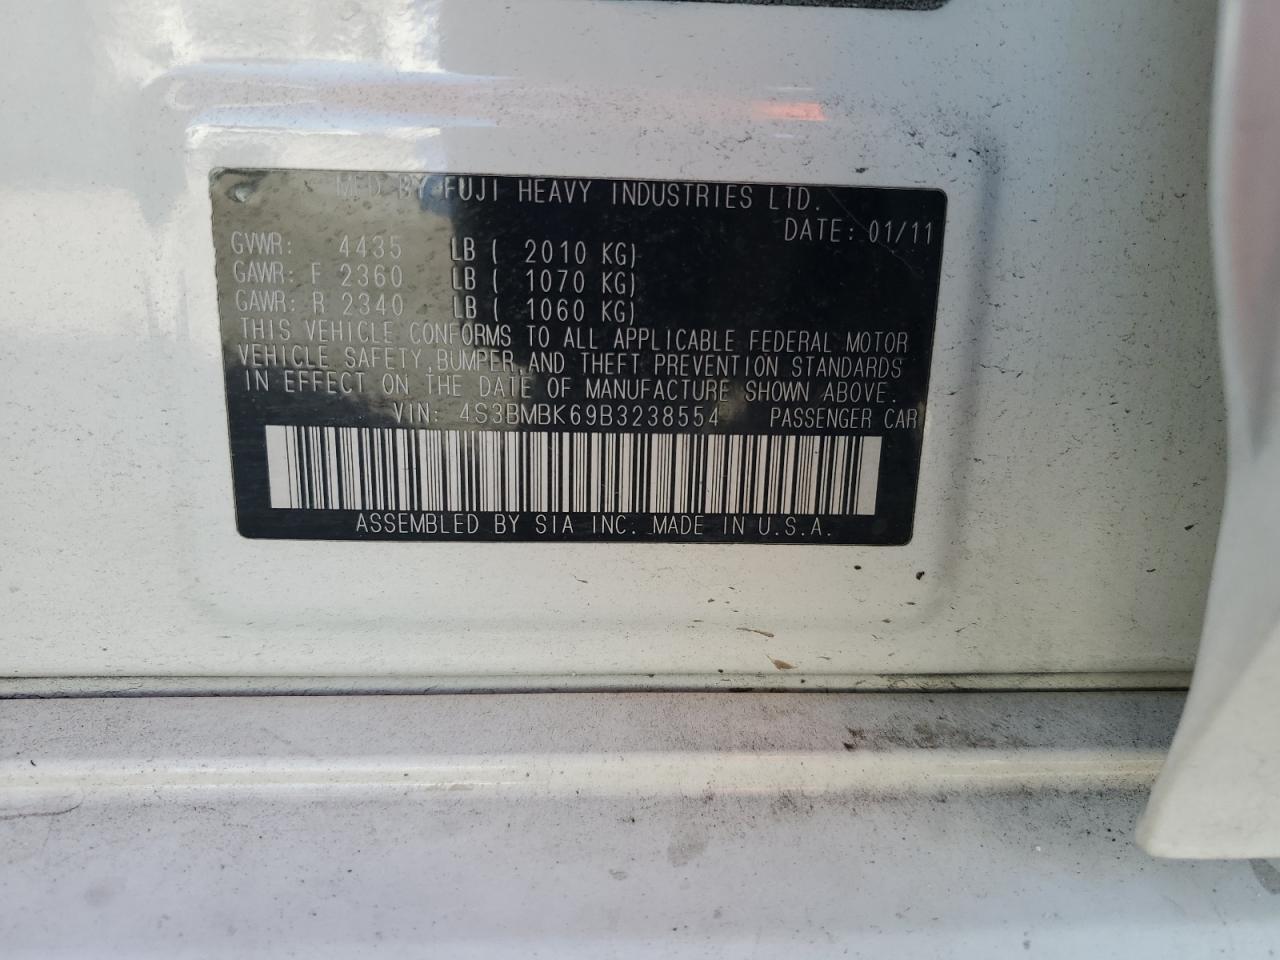 MFD BY FUJI HEAVY INDUSTRIES LTD.
DATE: 01/11
GVWR: 4435 LB ( 2010 KG)
GAWR: F 2360 LB ( 1070 KG)
GAWR: R 2340 LB ( 1060 KG)
THIS VEHICLE CONFORMS TO ALL APPLICABLE FEDERAL MOTOR
VEHICLE SAFETY,BUMPER,AND THEFT PREVENTION STANDARDS
IN EFFECT ON THE DATE OF MANUFACTURE SHOWN ABOVE.
VIN: 4S3BMBK69B3238554 PASSENGER CAR
ASSEMBLED BY SIA INC. MADE IN U.S.A.